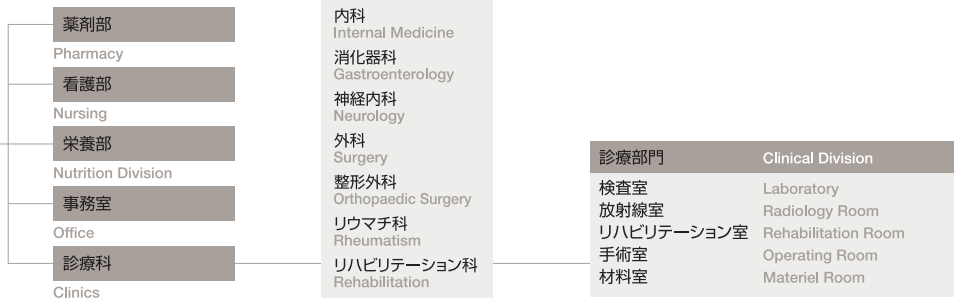 薬剤部
Pharmacy
看護部
Nursing
栄養部
Nutrition Division
事務室
Office
診療科
Clinics
内科
Internal Medicine
消化器科
Gastroenterology
神経内科
Neurology
外科
Surgery
整形外科
Orthopaedic Surgery
リウマチ科
Rheumatism
リハビリテーション科
Rehabilitation
診療部門 Clinical Division
検査室 Laboratory
放射線室 Radiology Room
リハビリテーション室 Rehabilitation Room
手術室 Operating Room
材料室 Materiel Room